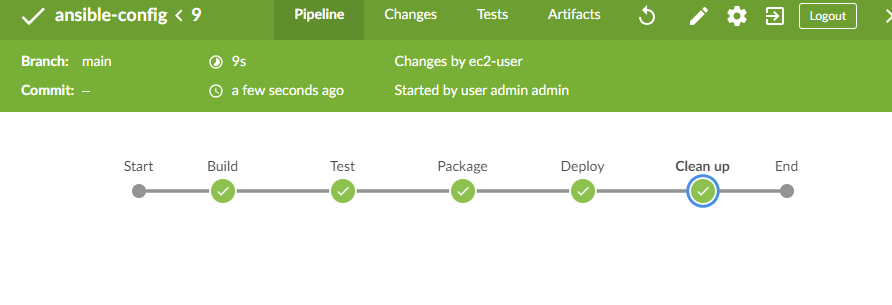 ansible-config < 9 Pipeline Changes Tests Artifacts Logout
Branch: main 9s Changes by ec2-user
Commit: – a few seconds ago Started by user admin admin
Start Build Test Package Deploy Clean up End